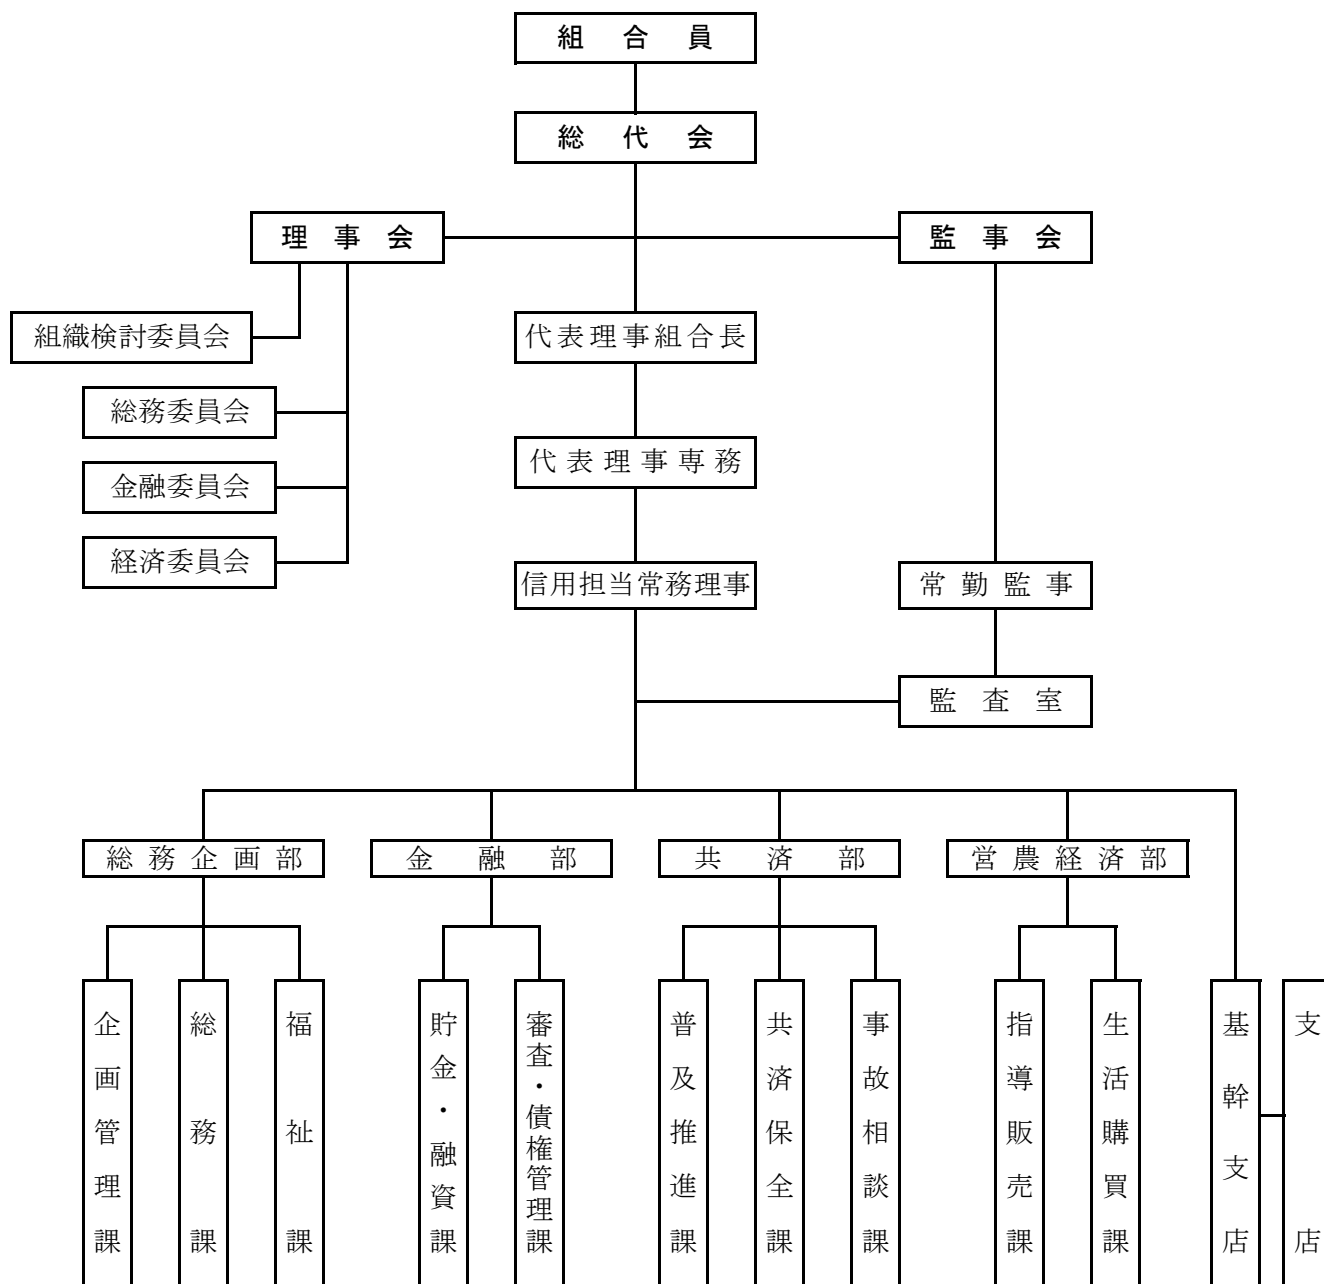 組合員
総代会
理事会
監事会
組織検討委員会
代表理事組合長
総務委員会
代表理事専務
金融委員会
経済委員会
信用担当常務理事
常勤監事
監査室
総務企画部
金融部
共済部
営農経済部
企画管理課
総務課
福祉課
貯金・融資課
審査・債権管理課
普及推進課
共済保全課
事故相談課
指導販売課
生活購買課
基幹支店
支店